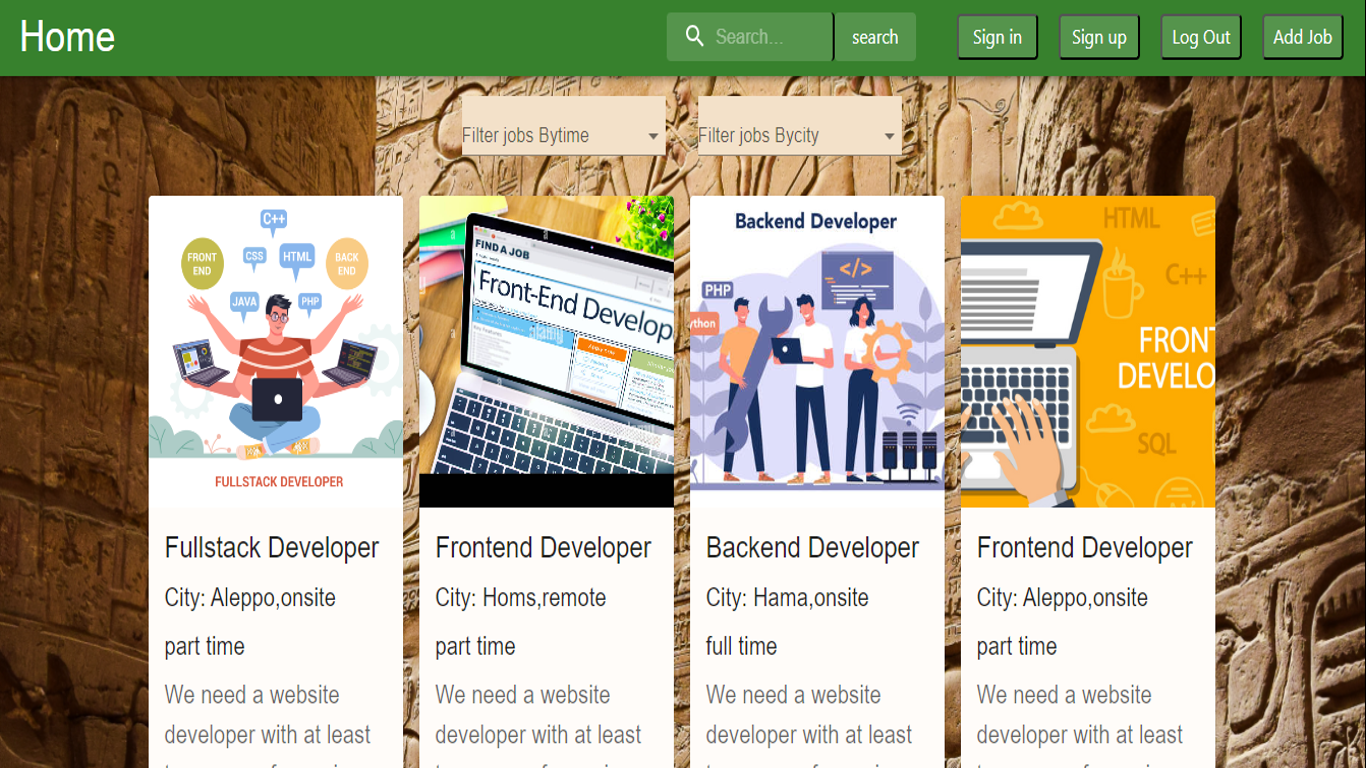 Home
Search...
search
Sign in
Sign up
Log Out
Add Job
Filter jobs Bytime
Filter jobs Bycity
C++
FRONT
END
CSS
HTML
BACK
END
JAVA
PHP
FULLSTACK DEVELOPER
FIND A JOB
Front-End Develop
Backend Developer
</>
PHP
ython
HTML
C++
FRONT
DEVELO
SQL
Fullstack Developer
City: Aleppo,onsite
part time
We need a website
developer with at least
Frontend Developer
City: Homs,remote
part time
We need a website
developer with at least
Backend Developer
City: Hama,onsite
full time
We need a website
developer with at least
Frontend Developer
City: Aleppo,onsite
part time
We need a website
developer with at least